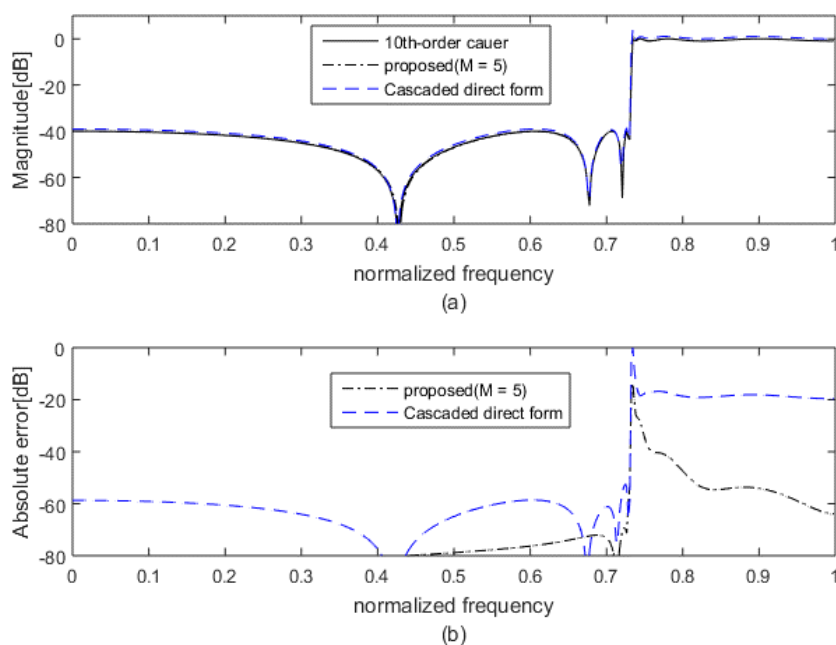 0
-20
-40
-60
-80
Magnitude[dB]
10th-order cauer
proposed(M = 5)
Cascaded direct form
0 0.1 0.2 0.3 0.4 0.5 0.6 0.7 0.8 0.9 1
normalized frequency
(a)
0
-20
-40
-60
-80
Absolute error[dB]
proposed(M = 5)
Cascaded direct form
0 0.1 0.2 0.3 0.4 0.5 0.6 0.7 0.8 0.9 1
normalized frequency
(b)